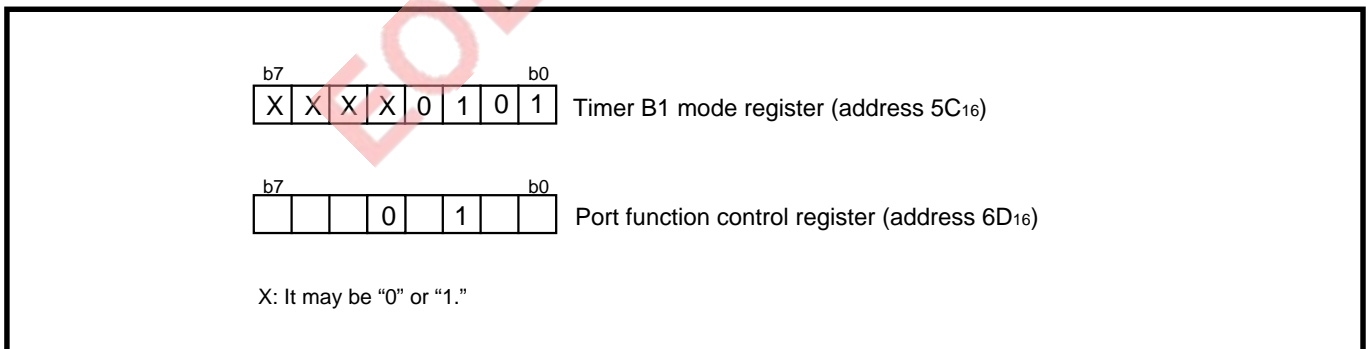 b7 b0
X X X X 0 1 0 1 Timer B1 mode register (address 5C16)
b7 b0
0 1 Port function control register (address 6D16)
X: It may be “0” or “1.”